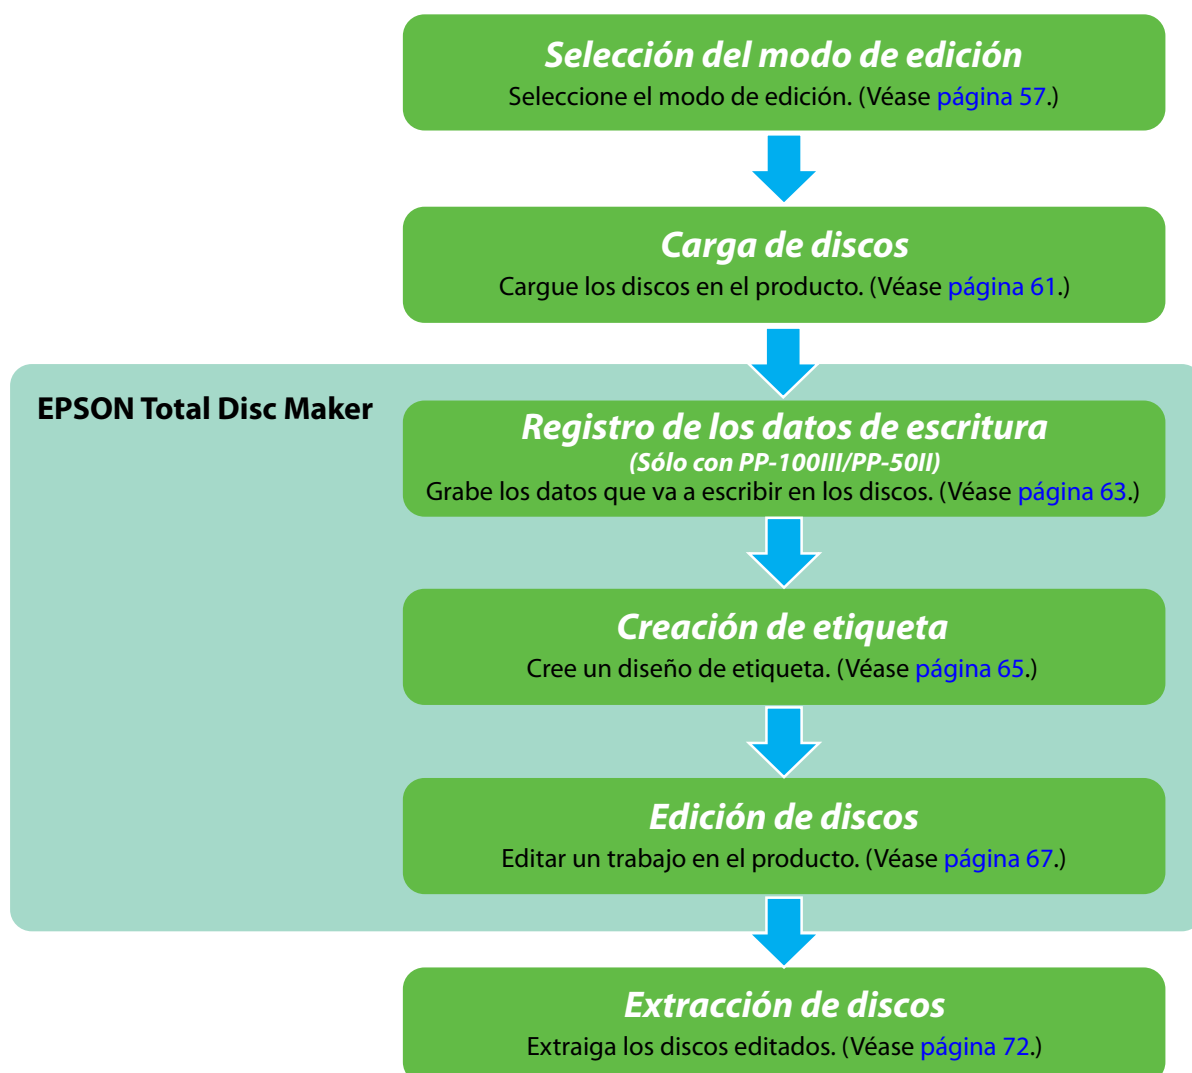 Selección del modo de edición
Seleccione el modo de edición. (Véase página 57.)
Carga de discos
Cargue los discos en el producto. (Véase página 61.)
EPSON Total Disc Maker
Registro de los datos de escritura
(Sólo con PP-100III/PP-50II)
Grabe los datos que va a escribir en los discos. (Véase página 63.)
Creación de etiqueta
Cree un diseño de etiqueta. (Véase página 65.)
Edición de discos
Editar un trabajo en el producto. (Véase página 67.)
Extracción de discos
Extraiga los discos editados. (Véase página 72.)